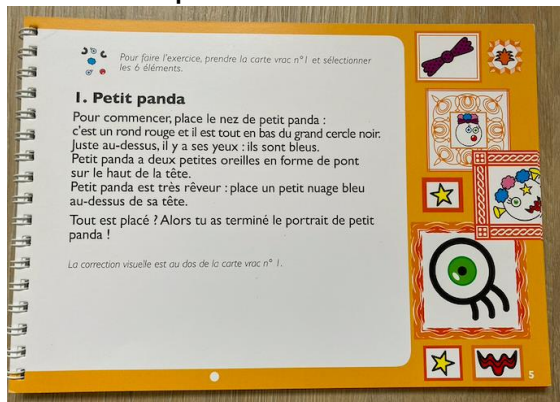 Pour faire l'exercice, prendre la carte vrac n°1 et sélectionner
les 6 éléments.
1. Petit panda
Pour commencer, place le nez de petit panda :
c'est un rond rouge et il est tout en bas du grand cercle noir.
Juste au-dessus, il y a ses yeux : ils sont bleus.
Petit panda a deux petites oreilles en forme de pont
sur le haut de la tête.
Petit panda est très rêveur : place un petit nuage bleu
au-dessus de sa tête.
Tout est placé ? Alors tu as terminé le portrait de petit
panda !
La correction visuelle est au dos de la carte vrac n° 1.
5